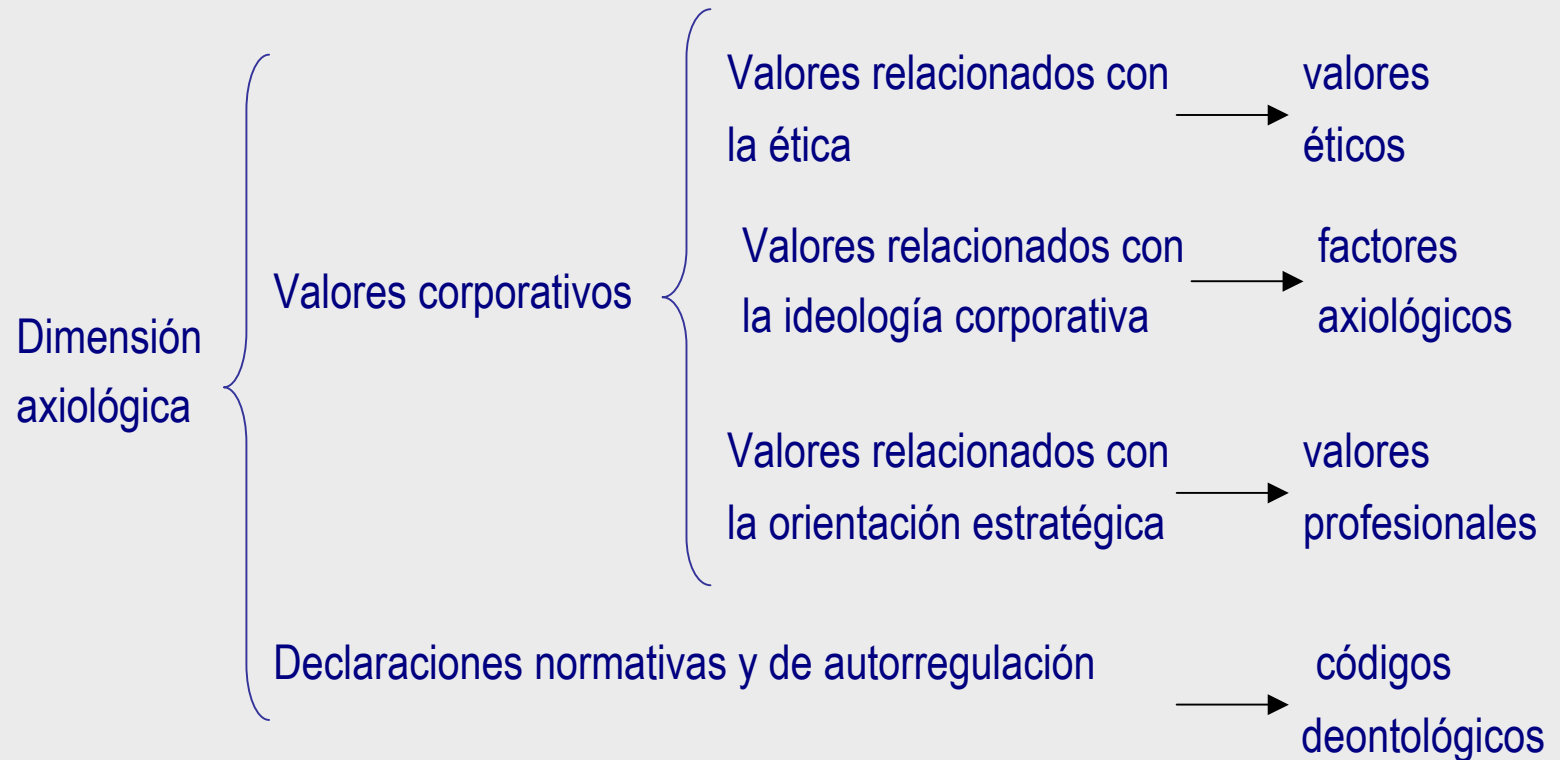 Dimensión
axiológica
Valores corporativos
Valores relacionados con
la ética
valores
éticos
Valores relacionados con
la ideología corporativa
factores
axiológicos
Valores relacionados con
la orientación estratégica
valores
profesionales
Declaraciones normativas y de autorregulación
códigos
deontológicos